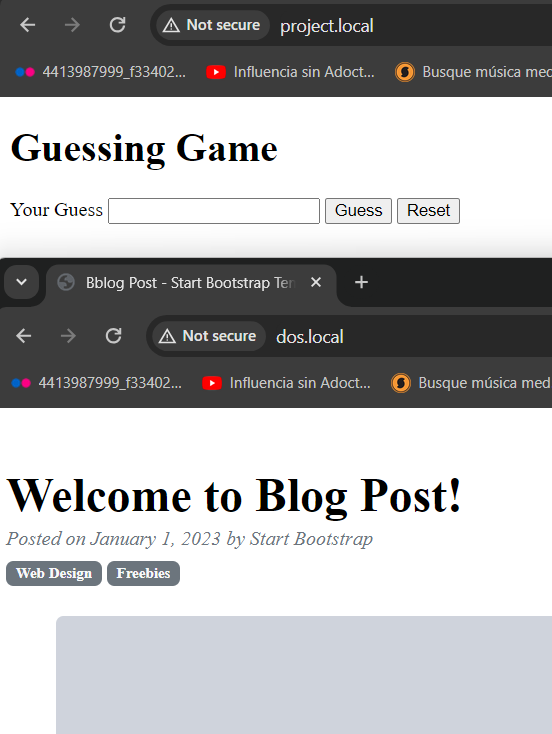 Not secure project.local
4413987999_f33402... Influencia sin Adoct... Busque música med
Guessing Game
Your Guess Guess Reset
Bblog Post - Start Bootstrap Ten
Not secure dos.local
4413987999_f33402... Influencia sin Adoct... Busque música med
Welcome to Blog Post!
Posted on January 1, 2023 by Start Bootstrap
Web Design Freebies